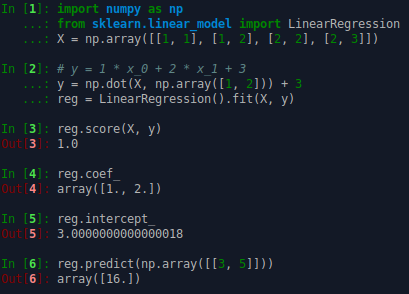 In [1]: import numpy as np
   ...: from sklearn.linear_model import LinearRegression
   ...: X = np.array([[1, 1], [1, 2], [2, 2], [2, 3]])
In [2]: # y = 1 * x_0 + 2 * x_1 + 3
   ...: y = np.dot(X, np.array([1, 2])) + 3
   ...: reg = LinearRegression().fit(X, y)
In [3]: reg.score(X, y)
Out[3]: 1.0
In [4]: reg.coef_
Out[4]: array([1., 2.])
In [5]: reg.intercept_
Out[5]: 3.0000000000000018
In [6]: reg.predict(np.array([[3, 5]]))
Out[6]: array([16.])